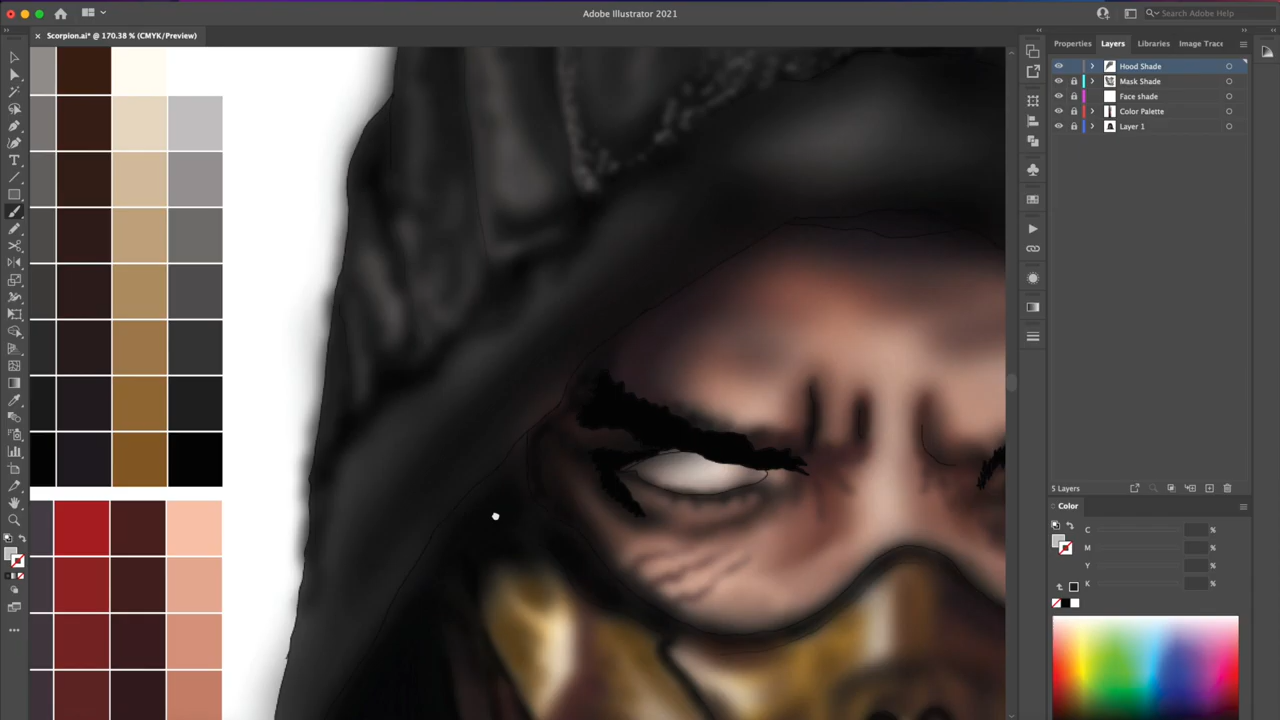 Adobe Illustrator 2021
Search Adobe Help
Scorpion.ai* @ 170.38 % (CMYK/Preview)
Properties
Layers
Libraries
Image Trac
Hood Shade
Mask Shade
Face shade
Color Palette
Layer 1
5 Layers
Color
C %
M %
Y %
K %